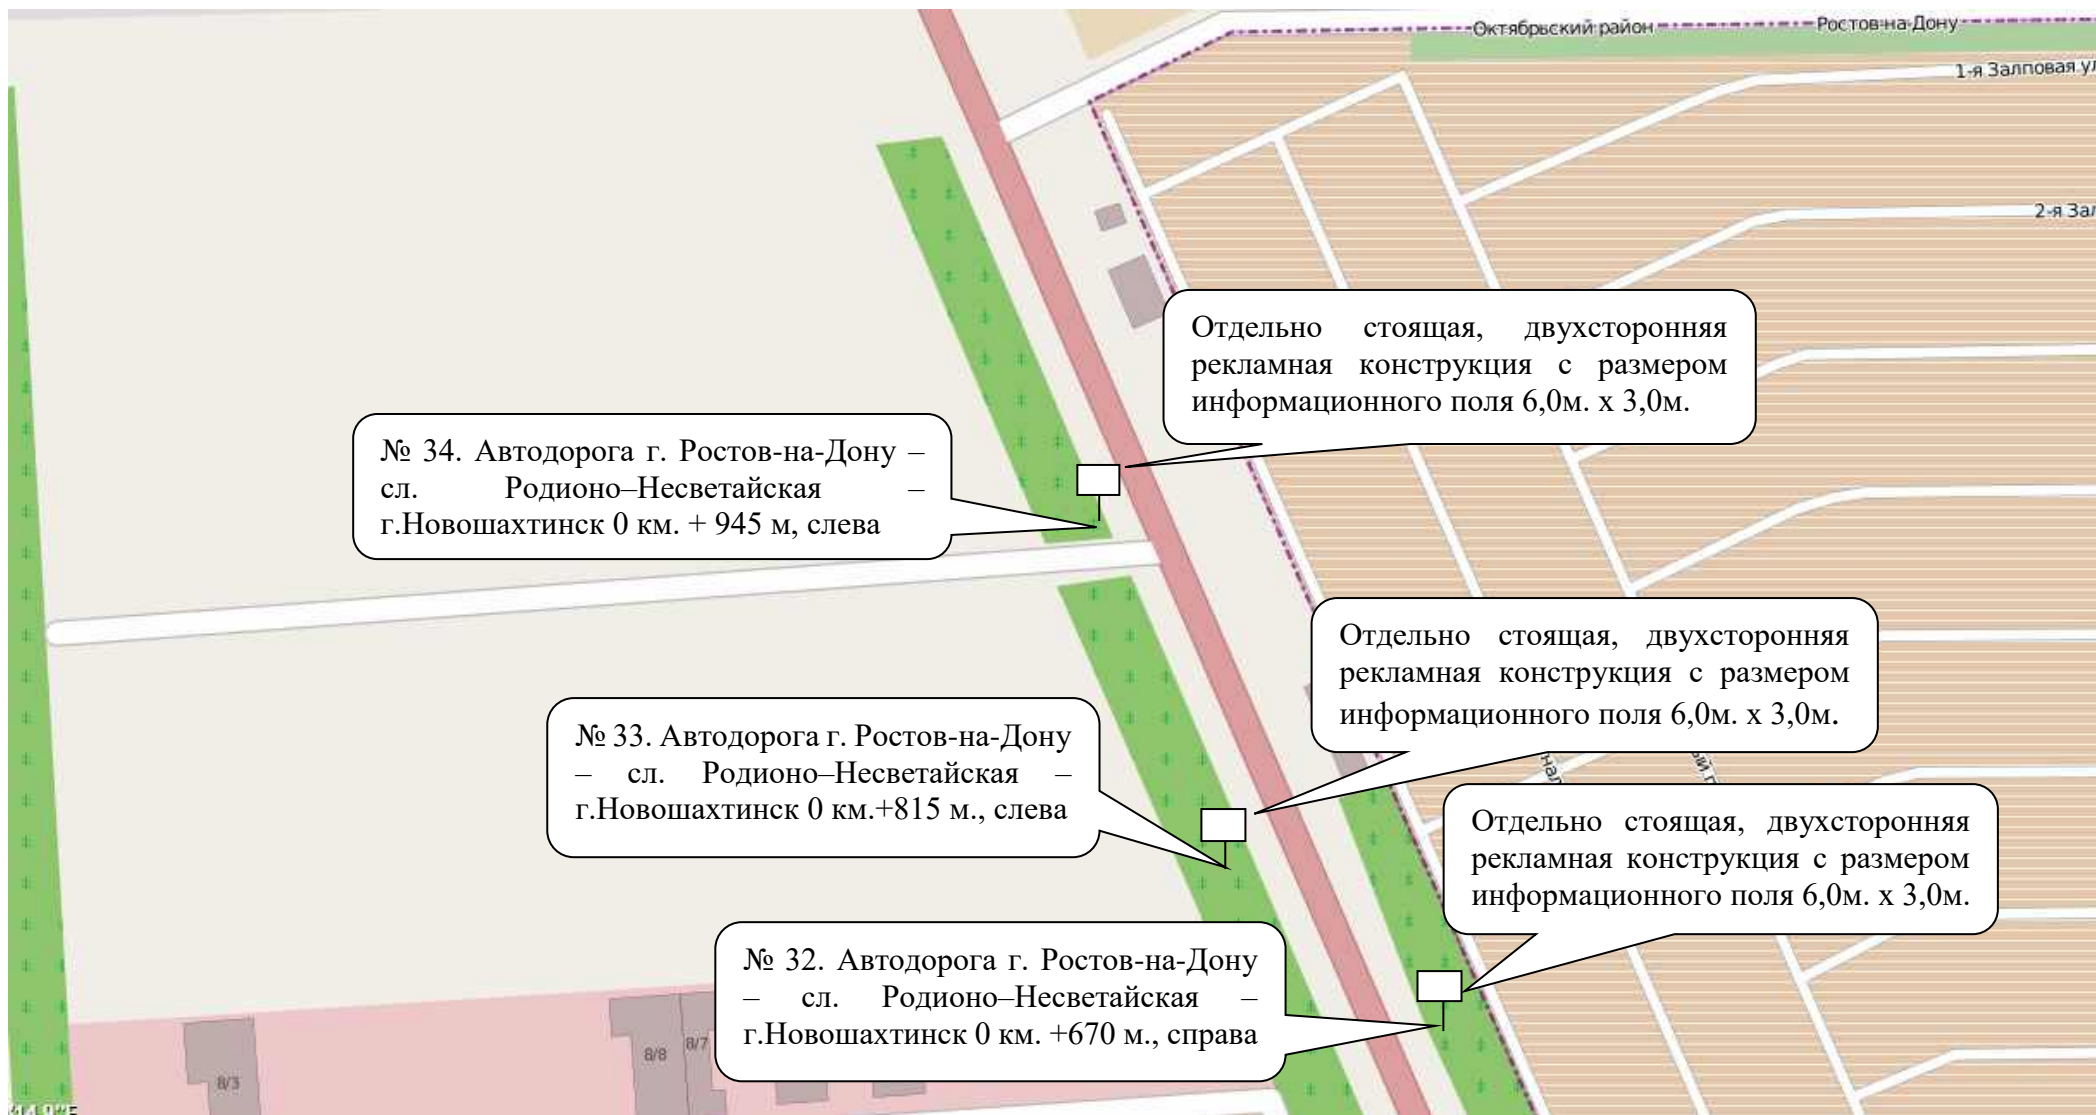 Октябрьский район
Ростов-на-Дону
1-я Залповая ул
2-я Зал
Отдельно стоящая, двухсторонняя
рекламная конструкция с размером
информационного поля 6,0м. х 3,0м.
№ 34. Автодорога г. Ростов-на-Дону –
сл. Родионо–Несветайская –
г.Новошахтинск 0 км. + 945 м, слева
Отдельно стоящая, двухсторонняя
рекламная конструкция с размером
информационного поля 6,0м. х 3,0м.
№ 33. Автодорога г. Ростов-на-Дону
– сл. Родионо–Несветайская –
г.Новошахтинск 0 км.+815 м., слева
Отдельно стоящая, двухсторонняя
рекламная конструкция с размером
информационного поля 6,0м. х 3,0м.
№ 32. Автодорога г. Ростов-на-Дону
– сл. Родионо–Несветайская –
г.Новошахтинск 0 км. +670 м., справа
8/8
8/7
8/3